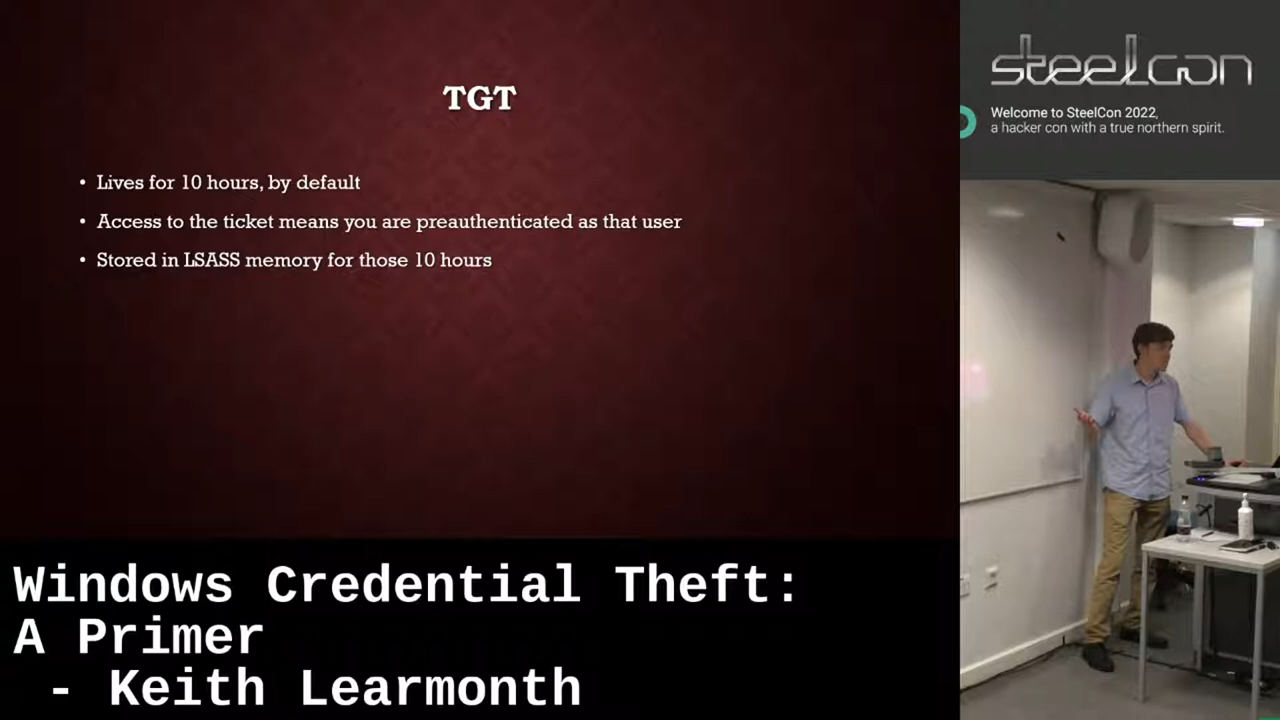 TGT
• Lives for 10 hours, by default
• Access to the ticket means you are preauthenticated as that user
• Stored in LSASS memory for those 10 hours
steelcon
Welcome to SteelCon 2022,
a hacker con with a true northern spirit.
Windows Credential Theft:
A Primer
- Keith Learmonth